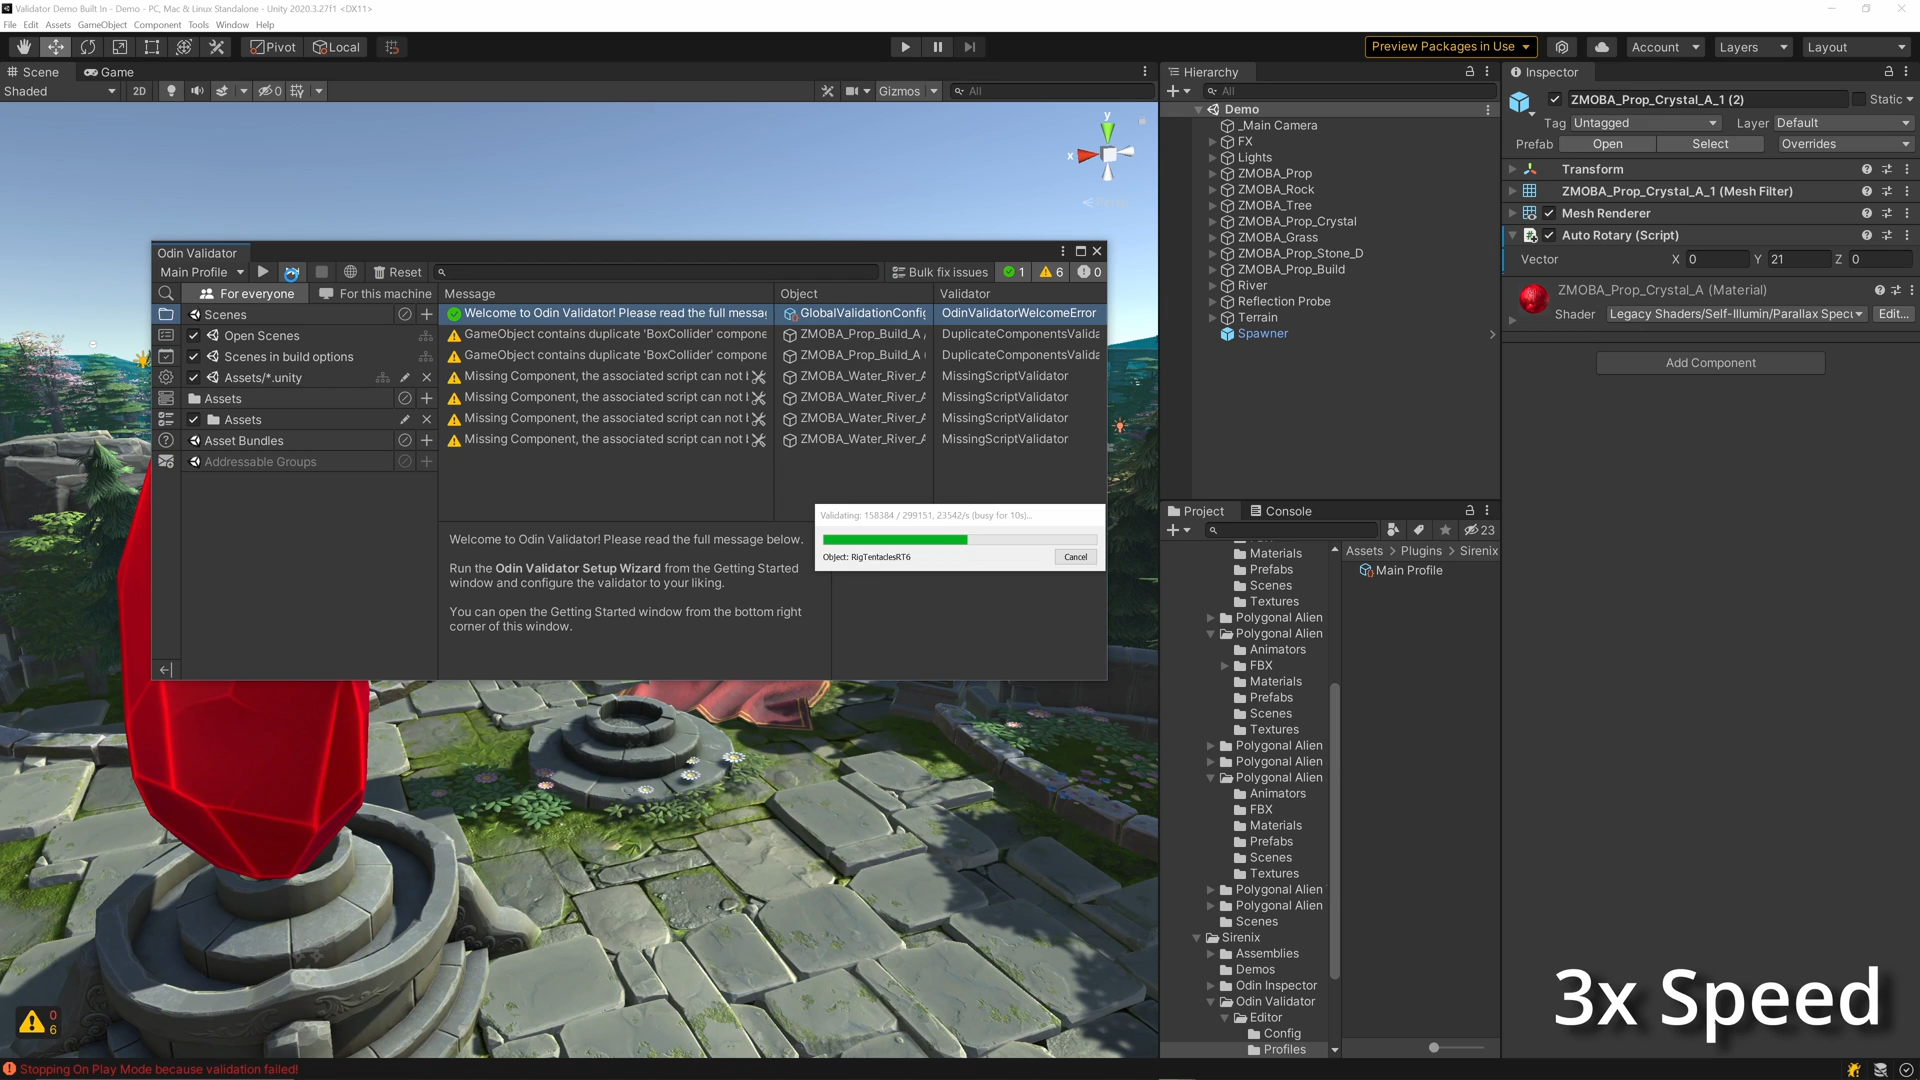 Validator Demo Built In - Demo - PC, Mac & Linux Standalone - Unity 2020.3.27f1 <DX11>
File Edit Assets GameObject Component Tools Window Help
Pivot Local Preview Packages in Use Account Layers Layout
Scene Game
Shaded 2D 0 Gizmos All
y
x
Persp
Odin Validator
Main Profile Reset Bulk fix issues 1 6 0
For everyone For this machine
Scenes
Open Scenes
Scenes in build options
Assets/*.unity
Assets
Assets
Asset Bundles
Addressable Groups
Message Object Validator
Welcome to Odin Validator! Please read the full messag GlobalValidationConfig OdinValidatorWelcomeError
GameObject contains duplicate 'BoxCollider' compone ZMOBA_Prop_Build_A DuplicateComponentsValida
GameObject contains duplicate 'BoxCollider' compone ZMOBA_Prop_Build_A DuplicateComponentsValida
Missing Component, the associated script can not ZMOBA_Water_River_A MissingScriptValidator
Missing Component, the associated script can not ZMOBA_Water_River_A MissingScriptValidator
Missing Component, the associated script can not ZMOBA_Water_River_A MissingScriptValidator
Missing Component, the associated script can not ZMOBA_Water_River_A MissingScriptValidator
Welcome to Odin Validator! Please read the full message below.
Run the Odin Validator Setup Wizard from the Getting Started
window and configure the validator to your liking.
You can open the Getting Started window from the bottom right
corner of this window.
Validating: 158384 / 299151, 23542/s (busy for 10s)...
Object: RigTentaclesRT6
Cancel
0
6
Stopping On Play Mode because validation failed!
Hierarchy
All
Demo
_Main Camera
FX
Lights
ZMOBA_Prop
ZMOBA_Rock
ZMOBA_Tree
ZMOBA_Prop_Crystal
ZMOBA_Grass
ZMOBA_Prop_Stone_D
ZMOBA_Prop_Build
River
Reflection Probe
Terrain
Spawner
Project Console
23
Materials
Prefabs
Scenes
Textures
Polygonal Alien
Polygonal Alien
Animators
FBX
Materials
Prefabs
Scenes
Textures
Polygonal Alien
Polygonal Alien
Polygonal Alien
Animators
FBX
Materials
Prefabs
Scenes
Textures
Polygonal Alien
Polygonal Alien
Scenes
Sirenix
Assemblies
Demos
Odin Inspector
Odin Validator
Editor
Config
Profiles
Assets > Plugins > Sirenix
Main Profile
Inspector
ZMOBA_Prop_Crystal_A_1 (2) Static
Tag Untagged Layer Default
Prefab Open Select Overrides
Transform
ZMOBA_Prop_Crystal_A_1 (Mesh Filter)
Mesh Renderer
Auto Rotary (Script)
Vector X 0 Y 21 Z 0
ZMOBA_Prop_Crystal_A (Material)
Shader Legacy Shaders/Self-Illumin/Parallax Specu Edit...
Add Component
3x Speed